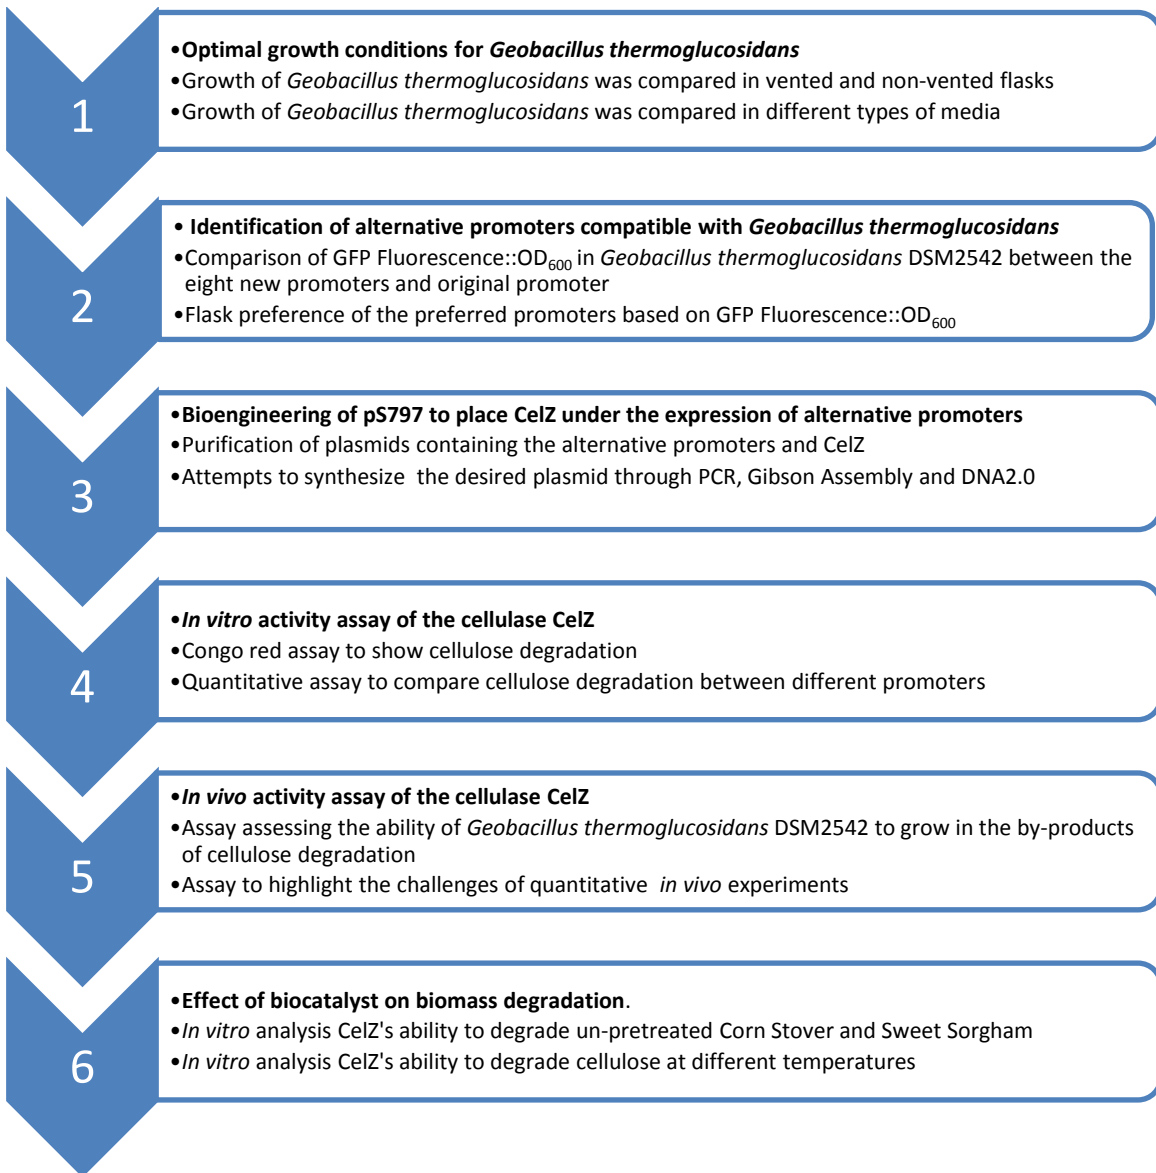 1
•Optimal growth conditions for Geobacillus thermoglucosidans
•Growth of Geobacillus thermoglucosidans was compared in vented and non-vented flasks
•Growth of Geobacillus thermoglucosidans was compared in different types of media
2
• Identification of alternative promoters compatible with Geobacillus thermoglucosidans
•Comparison of GFP Fluorescence::OD600 in Geobacillus thermoglucosidans DSM2542 between the
eight new promoters and original promoter
•Flask preference of the preferred promoters based on GFP Fluorescence::OD600
3
•Bioengineering of pS797 to place CelZ under the expression of alternative promoters
•Purification of plasmids containing the alternative promoters and CelZ
•Attempts to synthesize the desired plasmid through PCR, Gibson Assembly and DNA2.0
4
•In vitro activity assay of the cellulase CelZ
•Congo red assay to show cellulose degradation
•Quantitative assay to compare cellulose degradation between different promoters
5
•In vivo activity assay of the cellulase CelZ
•Assay assessing the ability of Geobacillus thermoglucosidans DSM2542 to grow in the by-products
of cellulose degradation
•Assay to highlight the challenges of quantitative in vivo experiments
6
•Effect of biocatalyst on biomass degradation.
•In vitro analysis CelZ's ability to degrade un-pretreated Corn Stover and Sweet Sorgham
•In vitro analysis CelZ's ability to degrade cellulose at different temperatures